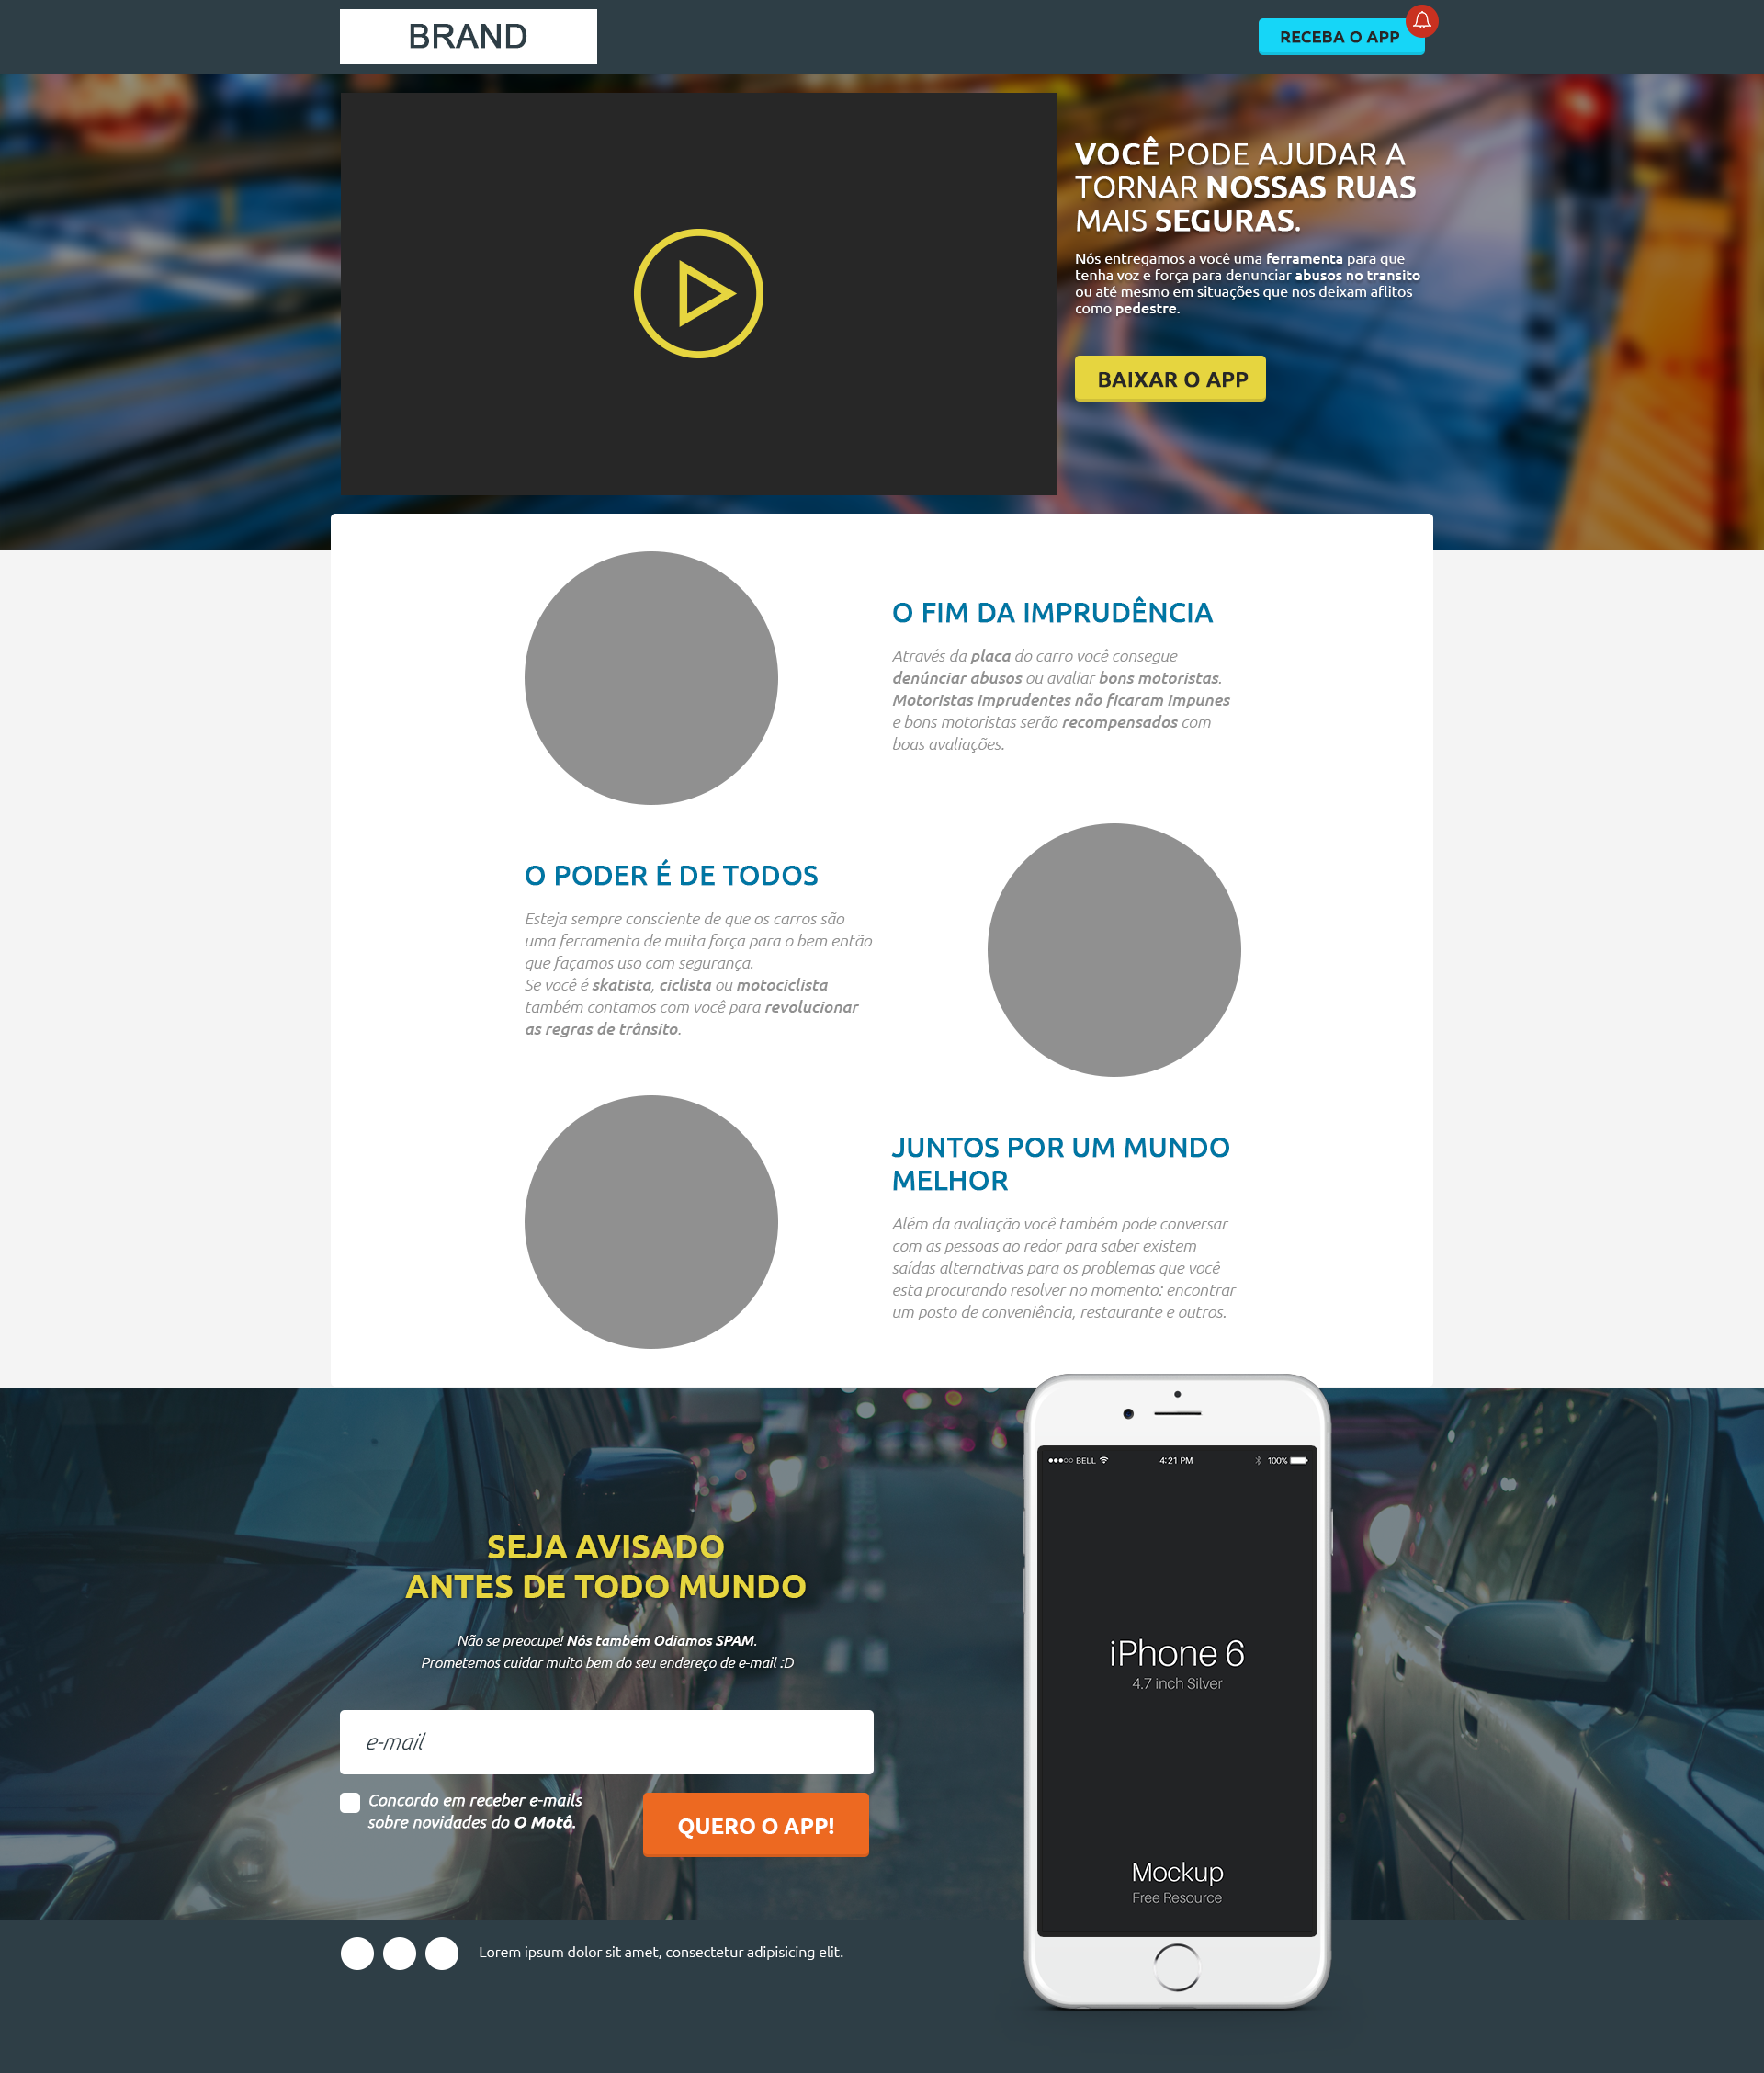 BRAND
RECEBA O APP
VOCÊ PODE AJUDAR A
TORNAR NOSSAS RUAS
MAIS SEGURAS.
Nós entregamos a você uma ferramenta para que
tenha voz e força para denunciar abusos no transito
ou até mesmo em situações que nos deixam aflitos
como pedestre.
BAIXAR O APP
O FIM DA IMPRUDÊNCIA
Através da placa do carro você consegue
denúnciar abusos ou avaliar bons motoristas.
Motoristas imprudentes não ficaram impunes
e bons motoristas serão recompensados com
boas avaliações.
O PODER É DE TODOS
Esteja sempre consciente de que os carros são
uma ferramenta de muita força para o bem então
que façamos uso com segurança.
Se você é skatista, ciclista ou motociclista
também contamos com você para revolucionar
as regras de trânsito.
JUNTOS POR UM MUNDO
MELHOR
Além da avaliação você também pode conversar
com as pessoas ao redor para saber existem
saídas alternativas para os problemas que você
esta procurando resolver no momento: encontrar
um posto de conveniência, restaurante e outros.
SEJA AVISADO
ANTES DE TODO MUNDO
Não se preocupe! Nós também Odiamos SPAM.
Prometemos cuidar muito bem do seu endereço de e-mail :D
e-mail
Concordo em receber e-mails
sobre novidades do O Motô.
QUERO O APP!
BELL 4:21 PM 100%
iPhone 6
4.7 inch Silver
Mockup
Free Resource
Lorem ipsum dolor sit amet, consectetur adipisicing elit.